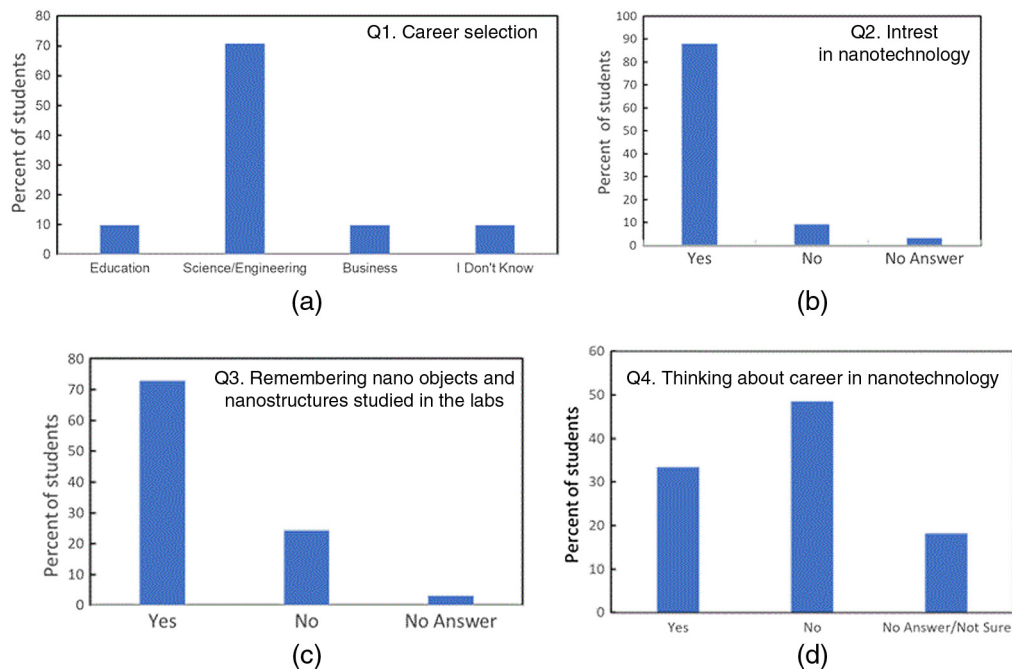 Q1. Career selection
Percent of students
80
70
60
50
40
30
20
10
0
Education Science/Engineering Business I Don't Know
(a)
Q2. Intrest
in nanotechnology
Percent of students
100
90
80
70
60
50
40
30
20
10
0
Yes No No Answer
(b)
Q3. Remembering nano objects and
nanostructures studied in the labs
Percent of students
80
70
60
50
40
30
20
10
0
Yes No No Answer
(c)
Q4. Thinking about career in nanotechnology
Percent of students
60
50
40
30
20
10
0
Yes No No Answer/Not Sure
(d)